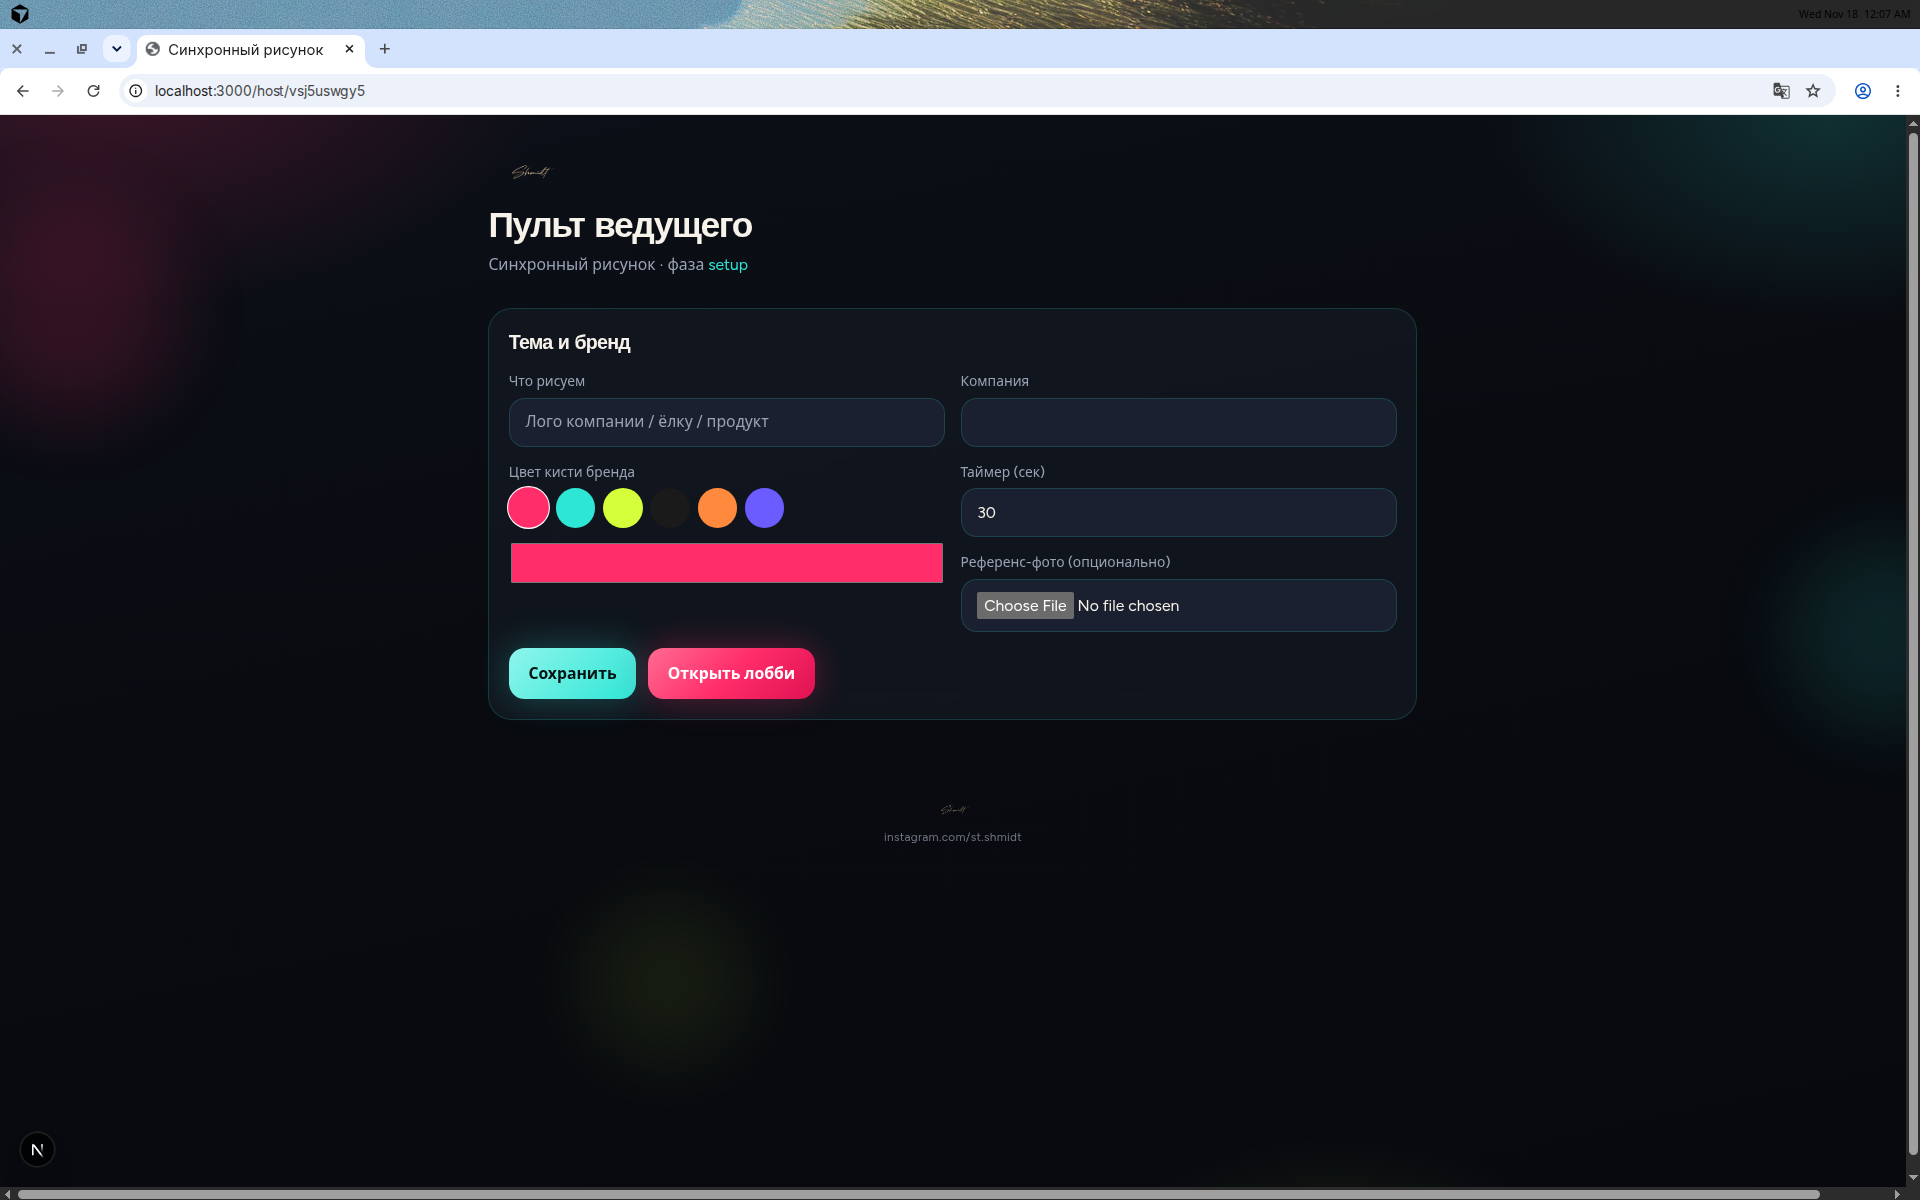 Wed Nov 18 12:07 AM
Синхронный рисунок
localhost:3000/host/vsj5uswgy5
Shmidt
Пульт ведущего
Синхронный рисунок · фаза setup
Тема и бренд
Что рисуем
Компания
Лого компании / ёлку / продукт
Цвет кисти бренда
Таймер (сек)
30
Референс-фото (опционально)
Choose File No file chosen
Сохранить
Открыть лобби
Shmidt
instagram.com/st.shmidt
N